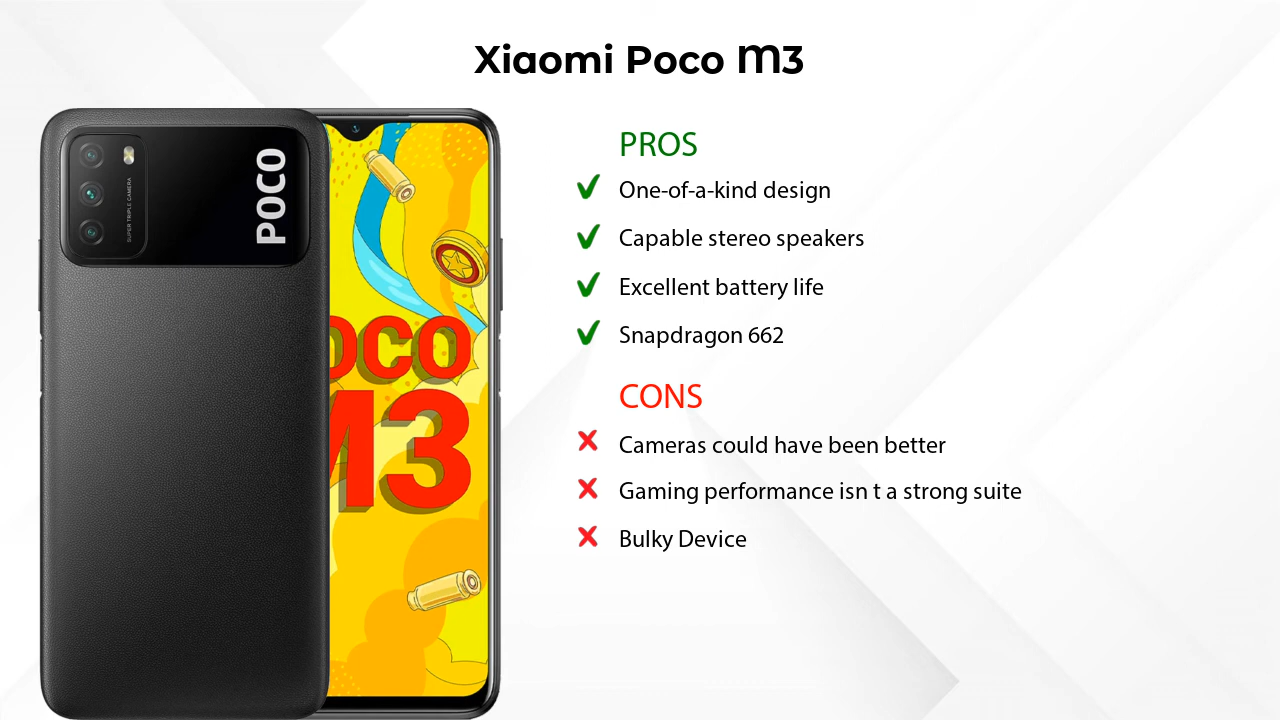 Xiaomi Poco M3
POCO
SUPER TRIPLE CAMERA
OCO
M3
PROS
One-of-a-kind design
Capable stereo speakers
Excellent battery life
Snapdragon 662
CONS
Cameras could have been better
Gaming performance isn t a strong suite
Bulky Device